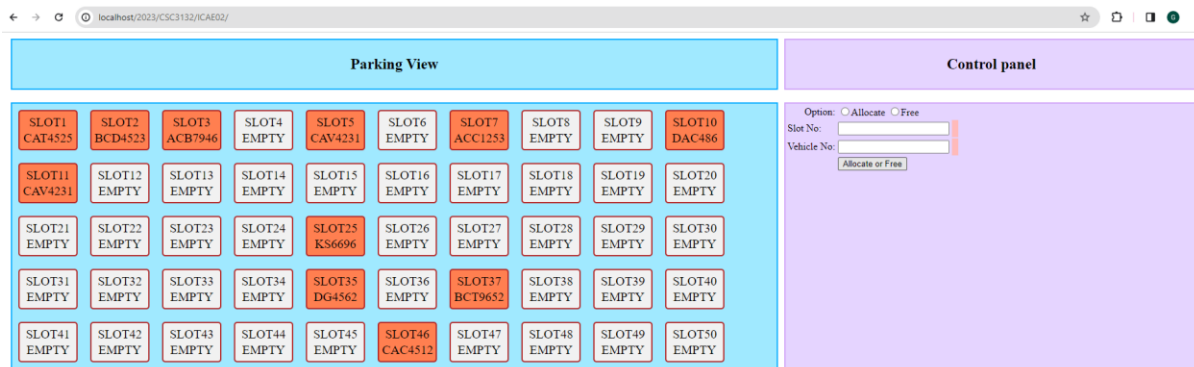 localhost/2023/CSC3132/ICAE02/
G
Parking View
Control panel
SLOT1 SLOT2 SLOT3 SLOT4 SLOT5 SLOT6 SLOT7 SLOT8 SLOT9 SLOT10
CAT4525 BCD4523 ACB7946 EMPTY CAV4231 EMPTY ACC1253 EMPTY EMPTY DAC486
SLOT11 SLOT12 SLOT13 SLOT14 SLOT15 SLOT16 SLOT17 SLOT18 SLOT19 SLOT20
CAV4231 EMPTY EMPTY EMPTY EMPTY EMPTY EMPTY EMPTY EMPTY EMPTY
SLOT21 SLOT22 SLOT23 SLOT24 SLOT25 SLOT26 SLOT27 SLOT28 SLOT29 SLOT30
EMPTY EMPTY EMPTY EMPTY KS6696 EMPTY EMPTY EMPTY EMPTY EMPTY
SLOT31 SLOT32 SLOT33 SLOT34 SLOT35 SLOT36 SLOT37 SLOT38 SLOT39 SLOT40
EMPTY EMPTY EMPTY EMPTY DG4562 EMPTY BCT9652 EMPTY EMPTY EMPTY
SLOT41 SLOT42 SLOT43 SLOT44 SLOT45 SLOT46 SLOT47 SLOT48 SLOT49 SLOT50
EMPTY EMPTY EMPTY EMPTY EMPTY CAC4512 EMPTY EMPTY EMPTY EMPTY
Option: Allocate Free
Slot No:
Vehicle No:
Allocate or Free